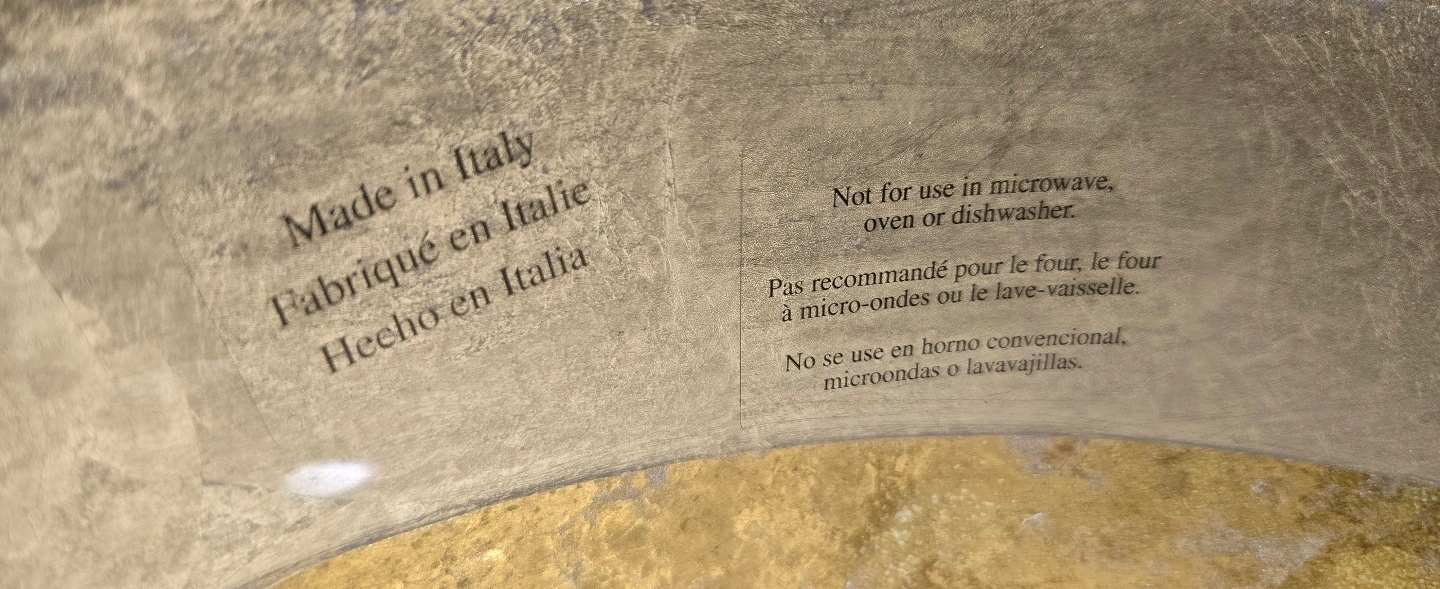 Made in Italy
Fabriqué en Italie
Hecho en Italia
Not for use in microwave,
oven or dishwasher.
Pas recommandé pour le four, le four
à micro-ondes ou le lave-vaisselle.
No se use en horno convencional,
microondas o lavavajillas.